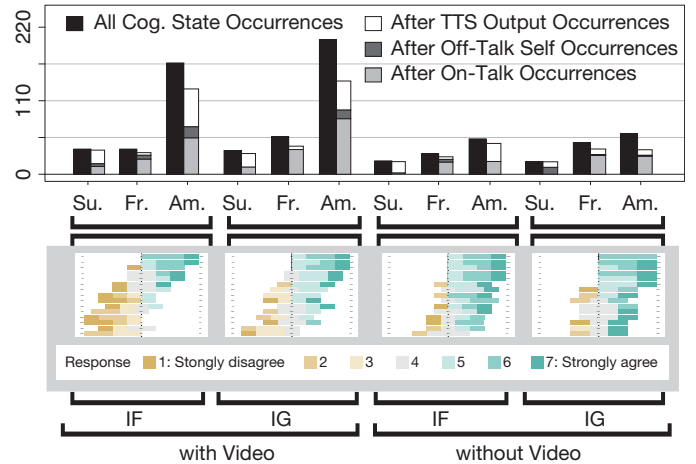 220
110
0
All Cog. State Occurrences
After TTS Output Occurrences
After Off-Talk Self Occurrences
After On-Talk Occurrences
Su. Fr. Am. Su. Fr. Am. Su. Fr. Am. Su. Fr. Am.
Response 1: Stongly disagree 2 3 4 5 6 7: Strongly agree
IF IG IF IG
with Video without Video